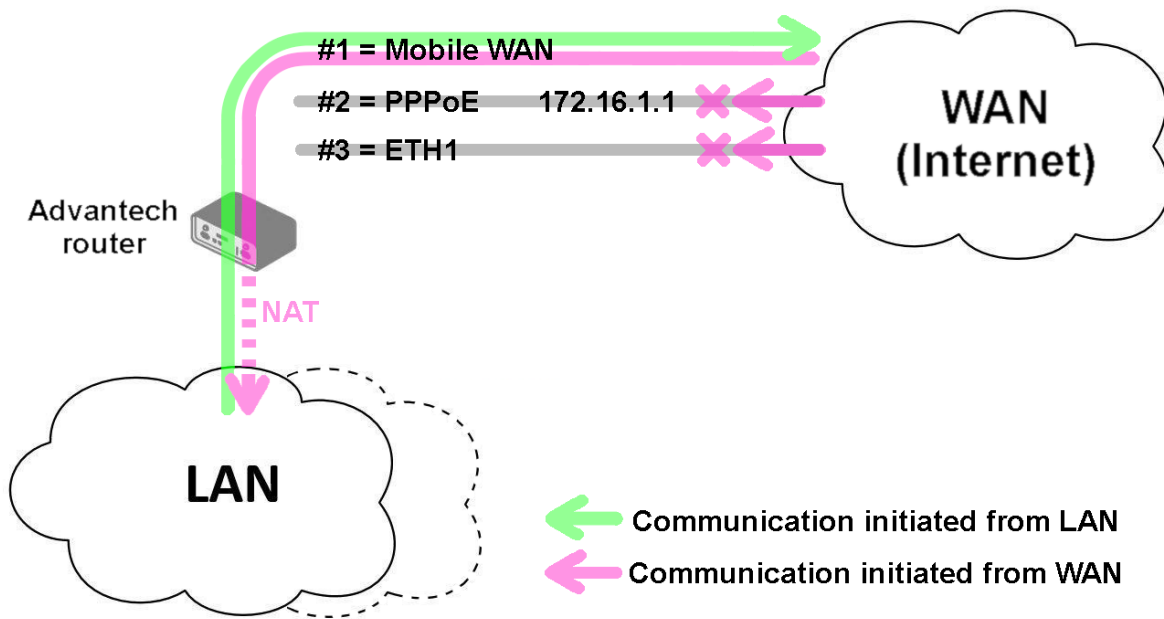 #1 = Mobile WAN
#2 = PPPoE 172.16.1.1
#3 = ETH1
WAN
(Internet)
Advantech
router
NAT
LAN
Communication initiated from LAN
Communication initiated from WAN